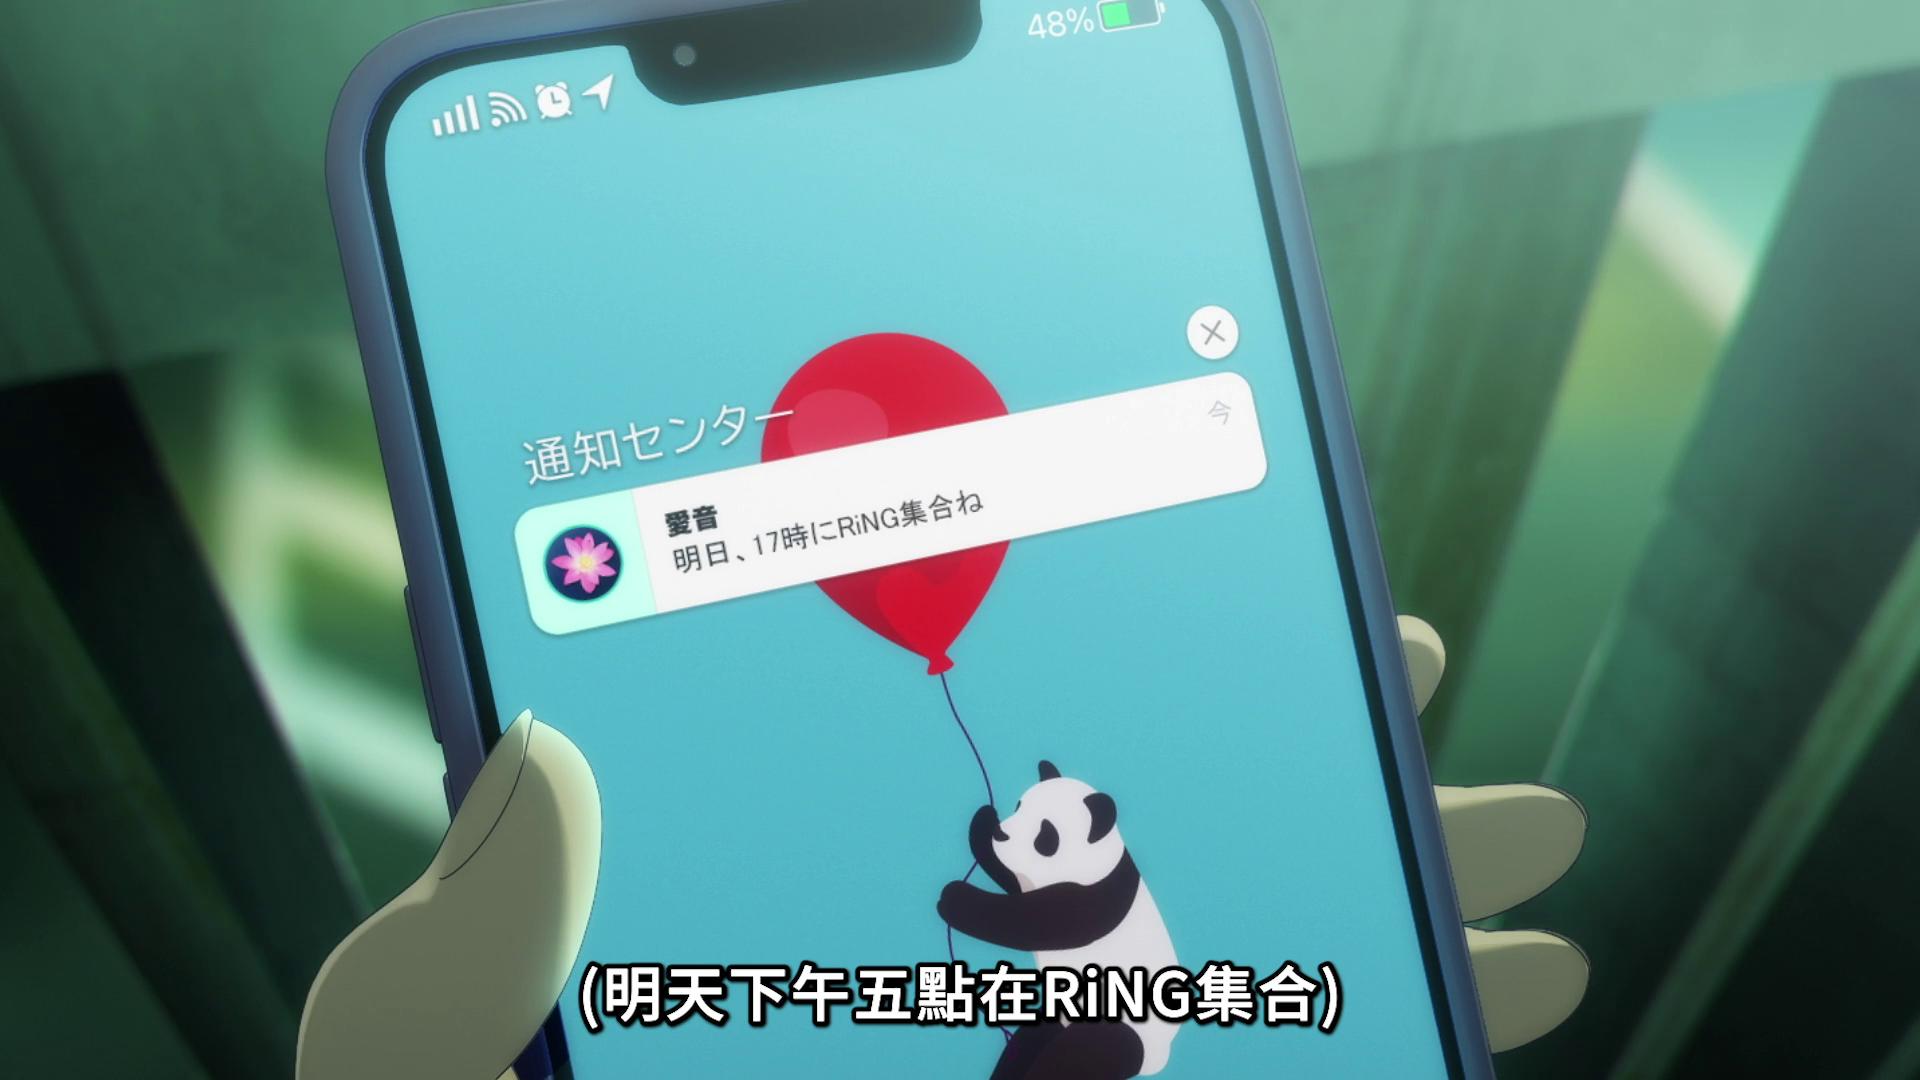 48%
通知センター
今
愛音
明日、17時にRiNG集合ね
(明天下午五點在RiNG集合)